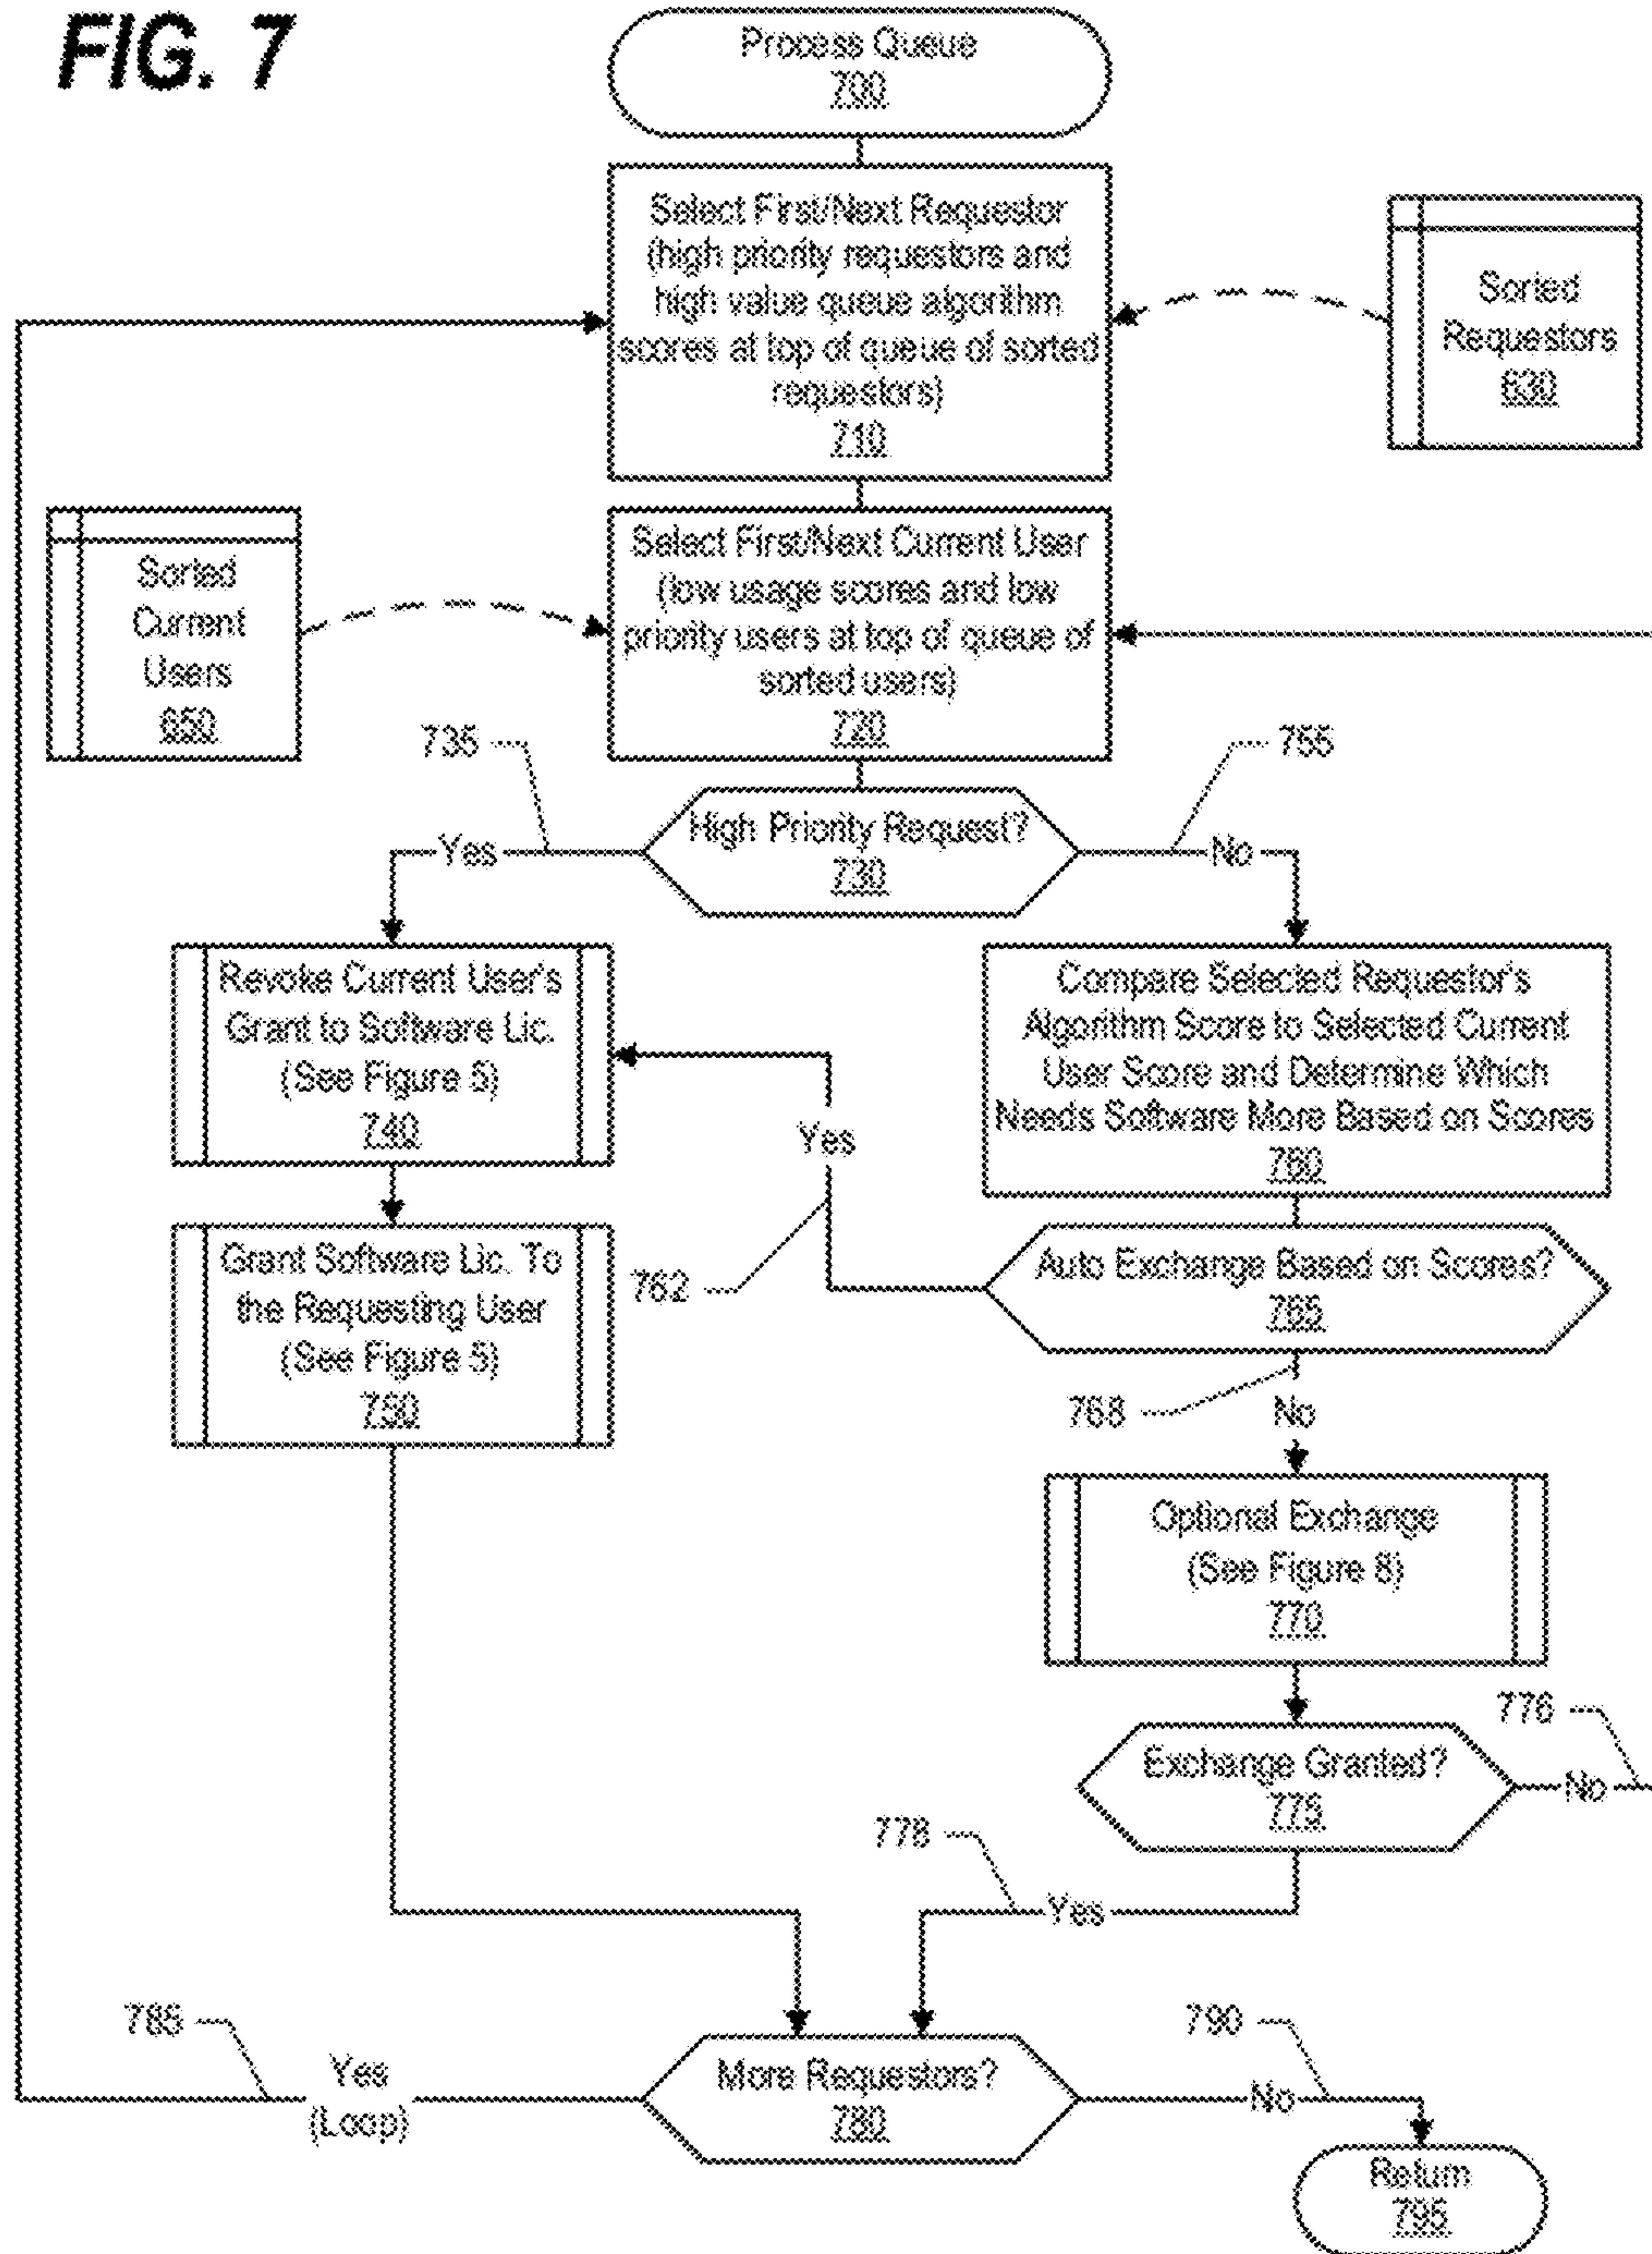 FIG. 7
Process Queue
700
Select First/Next Requestor
(high priority requestors and
high value queue algorithm
scores at top of queue of sorted
requestors)
710
Sorted
Requestors
630
Sorted
Current
Users
650
Select First/Next Current User
(low usage scores and low
priority users at top of queue of
sorted users)
720
735
755
High Priority Request?
730
Yes
No
Revoke Current User's
Grant to Software Lic.
(See Figure 5)
740
Compare Selected Requestor's
Algorithm Score to Selected Current
User Score and Determine Which
Needs Software More Based on Scores
760
Yes
Grant Software Lic. To
the Requesting User
(See Figure 5)
750
762
Auto Exchange Based on Scores?
765
768
No
Optional Exchange
(See Figure 8)
770
776
Exchange Granted?
775
No
778
Yes
785
790
Yes
(Loop)
More Requestors?
780
No
Return
795